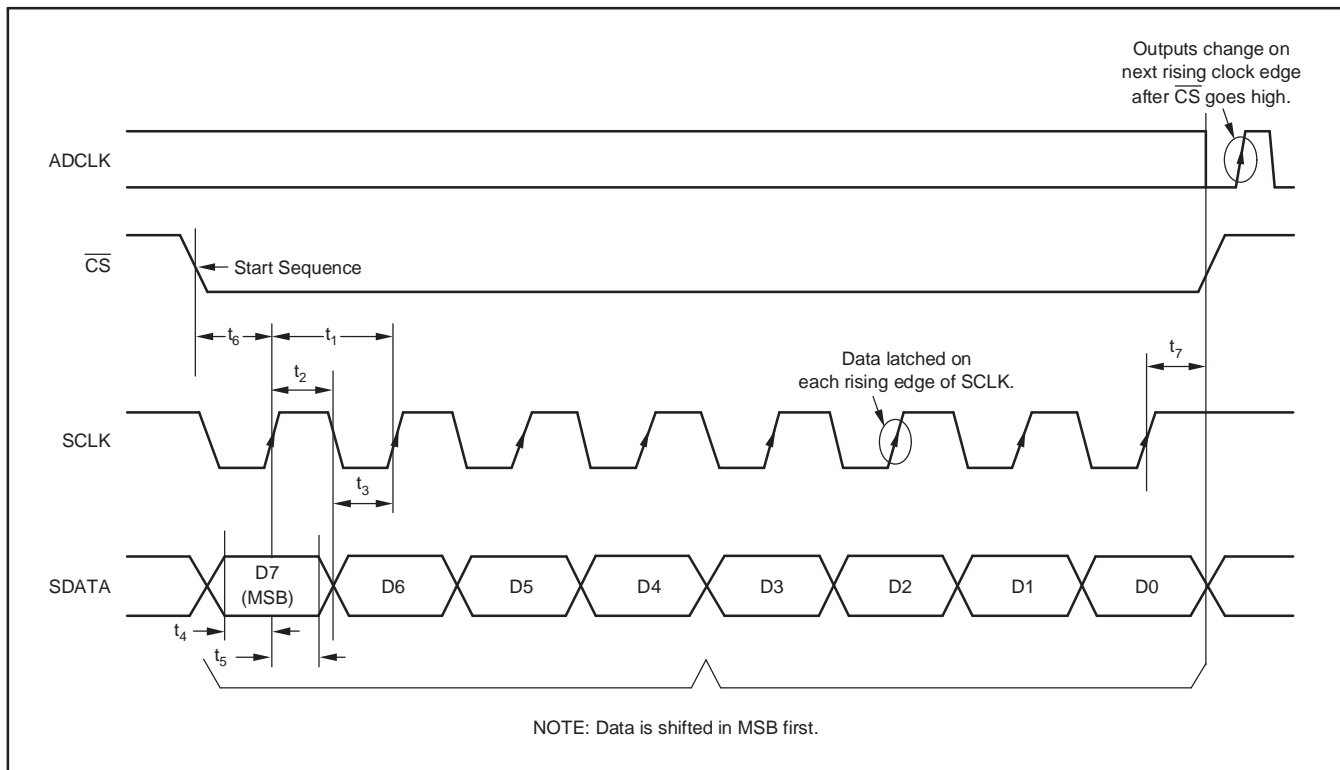 Outputs change on
next rising clock edge
after C̅S̅ goes high.
ADCLK
C̅S̅
Start Sequence
t₆
t₁
t₂
Data latched on
each rising edge of SCLK.
t₇
SCLK
t₃
SDATA
D7
(MSB)
D6
D5
D4
D3
D2
D1
D0
t₄
t₅
NOTE: Data is shifted in MSB first.